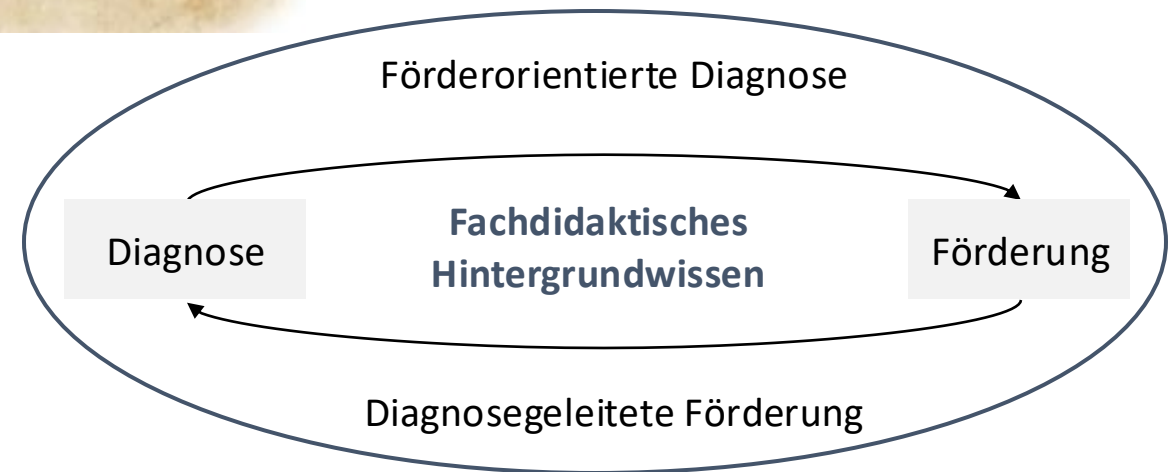 Förderorientierte Diagnose
Diagnose
Fachdidaktisches
Hintergrundwissen
Förderung
Diagnosegeleitete Förderung